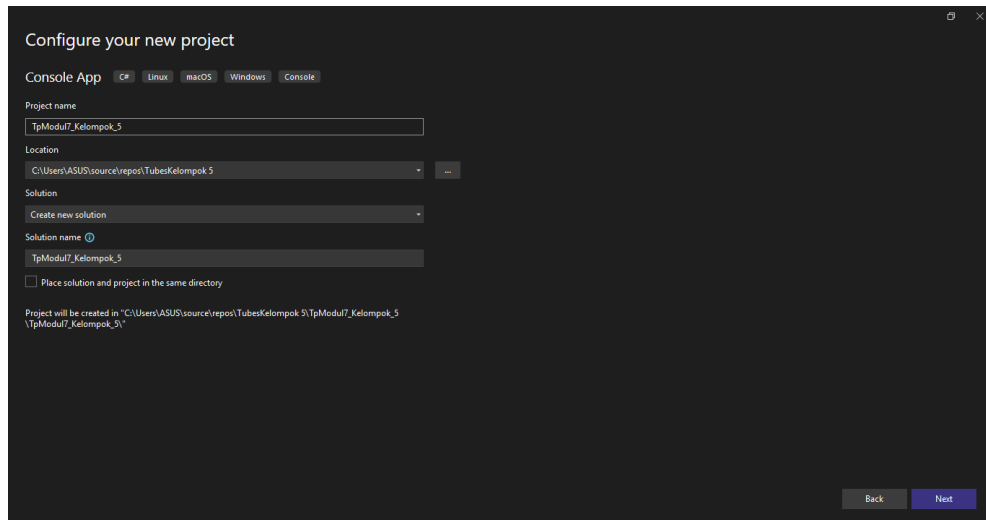 Configure your new project
Console App C# Linux macOS Windows Console
Project name
TpModul7_Kelompok_5
Location
C:\Users\ASUS\source\repos\TubesKelompok 5
...
Solution
Create new solution
Solution name
TpModul7_Kelompok_5
Place solution and project in the same directory
Project will be created in "C:\Users\ASUS\source\repos\TubesKelompok 5\TpModul7_Kelompok_5
\TpModul7_Kelompok_5\"
Back Next